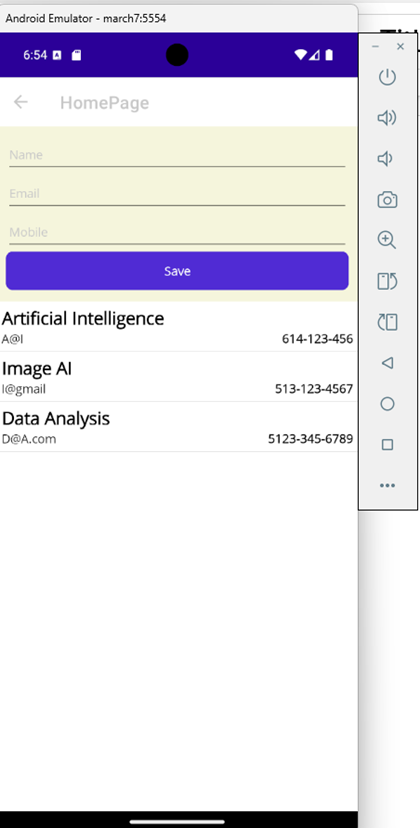 Android Emulator - march7:5554
6:54 A
HomePage
Name
Email
Mobile
Save
Artificial Intelligence
A@I 614-123-456
Image AI
I@gmail 513-123-4567
Data Analysis
D@A.com 5123-345-6789